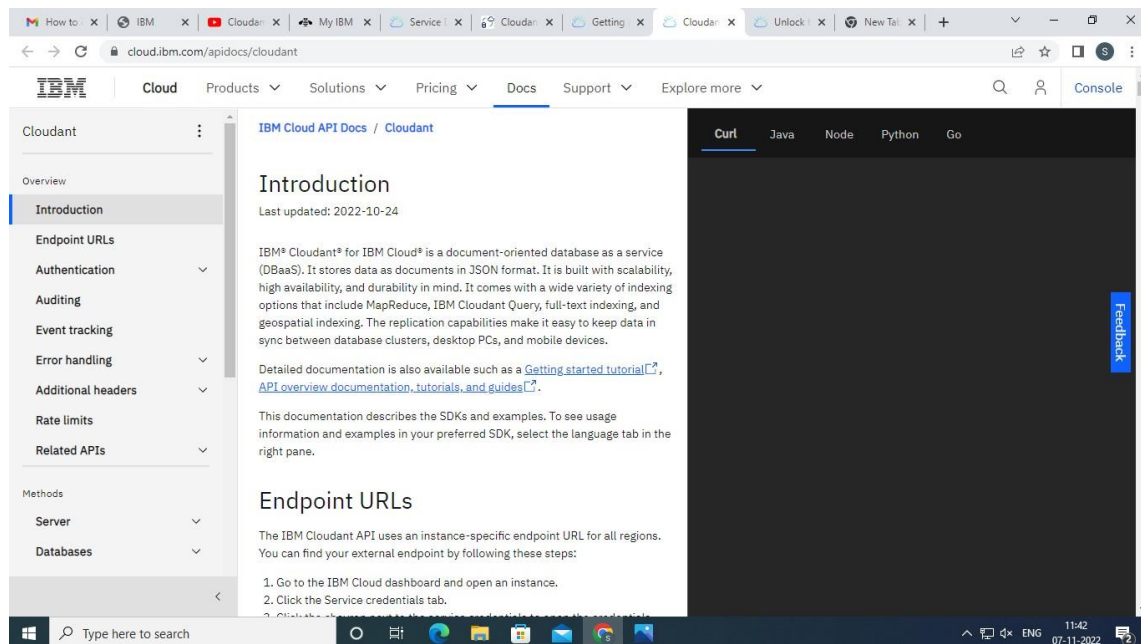 How to
IBM
Cloudan
My IBM
Service
Cloudan
Getting
Cloudan
Unlock
New Tab
cloud.ibm.com/apidocs/cloudant
S
IBM
Cloud
Products
Solutions
Pricing
Docs
Support
Explore more
Console
Cloudant
Overview
Introduction
Endpoint URLs
Authentication
Auditing
Event tracking
Error handling
Additional headers
Rate limits
Related APIs
Methods
Server
Databases
IBM Cloud API Docs / Cloudant
Introduction
Last updated: 2022-10-24
IBM® Cloudant® for IBM Cloud® is a document-oriented database as a service
(DBaaS). It stores data as documents in JSON format. It is built with scalability,
high availability, and durability in mind. It comes with a wide variety of indexing
options that include MapReduce, IBM Cloudant Query, full-text indexing, and
geospatial indexing. The replication capabilities make it easy to keep data in
sync between database clusters, desktop PCs, and mobile devices.
Detailed documentation is also available such as a Getting started tutorial,
API overview documentation, tutorials, and guides.
This documentation describes the SDKs and examples. To see usage
information and examples in your preferred SDK, select the language tab in the
right pane.
Endpoint URLs
The IBM Cloudant API uses an instance-specific endpoint URL for all regions.
You can find your external endpoint by following these steps:
1. Go to the IBM Cloud dashboard and open an instance.
2. Click the Service credentials tab.
Curl
Java
Node
Python
Go
Feedback
Type here to search
ENG
11:42
07-11-2022